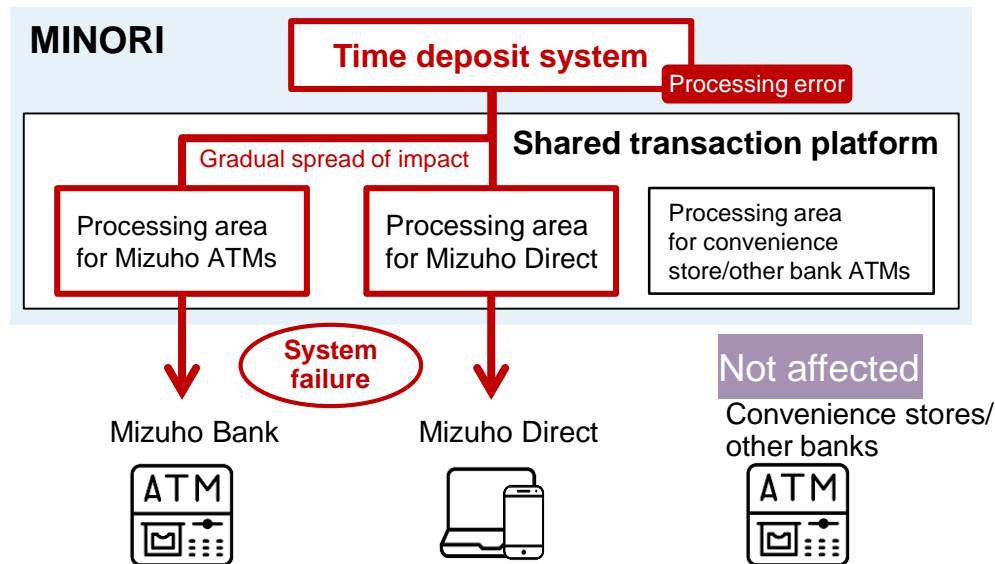 MINORI
Time deposit system
Processing error
Shared transaction platform
Gradual spread of impact
Processing area
for Mizuho ATMs
Processing area
for Mizuho Direct
Processing area
for convenience
store/other bank ATMs
System
failure
Not affected
Mizuho Bank
Mizuho Direct
Convenience stores/
other banks
ATM
ATM